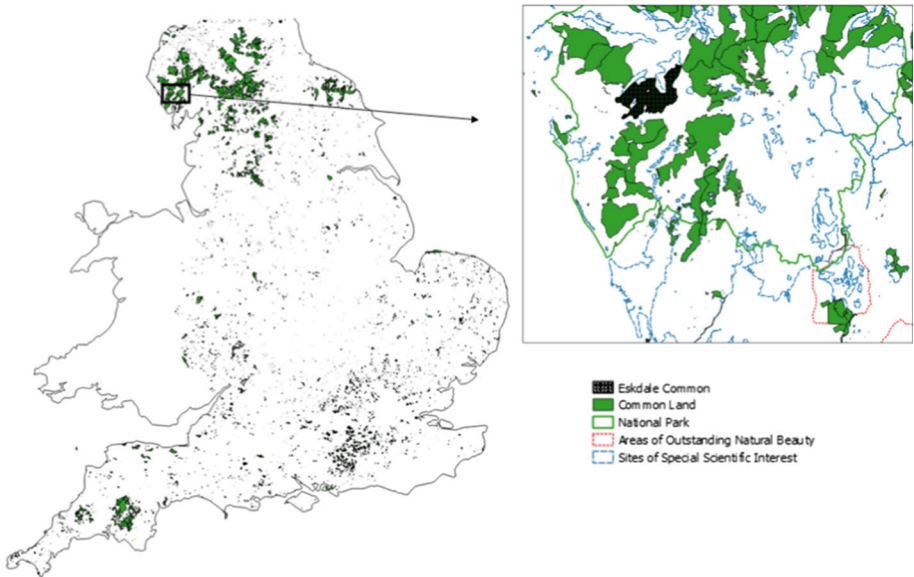 Eskdale Common
Common Land
National Park
Areas of Outstanding Natural Beauty
Sites of Special Scientific Interest